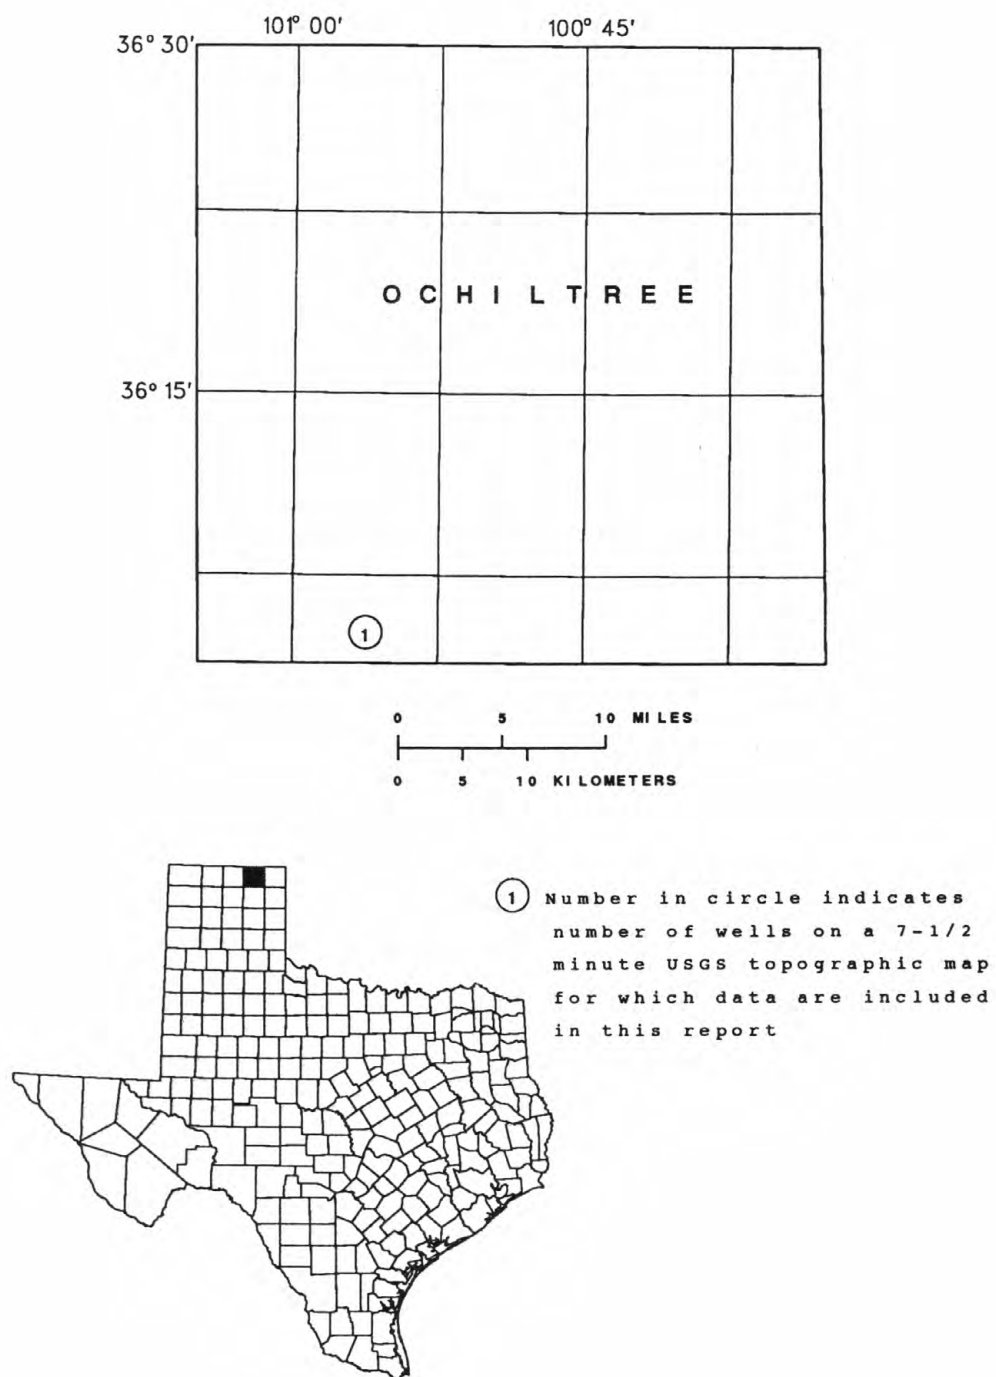 101° 00' 100° 45'
36° 30'
OCHILTREE
36° 15'
1
0 5 10 MILES
0 5 10 KILOMETERS
1 Number in circle indicates
number of wells on a 7-1/2
minute USGS topographic map
for which data are included
in this report